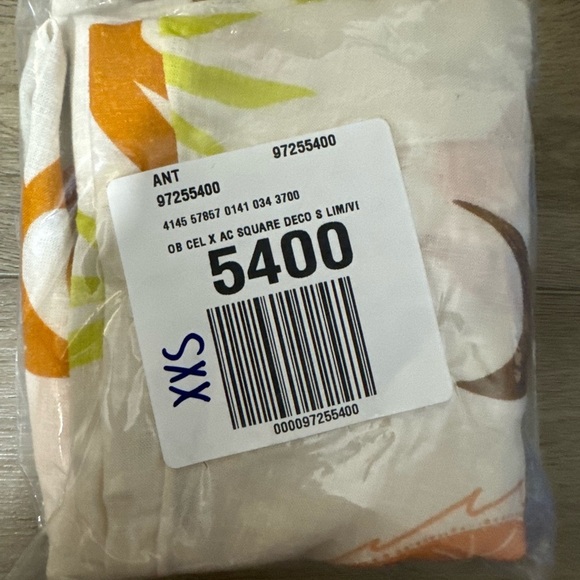 ANT 97255400
97255400
4145 57857 0141 034 3700
OB CEL X AC SQUARE DECO S LIM/VI
5400
XXS
000097255400